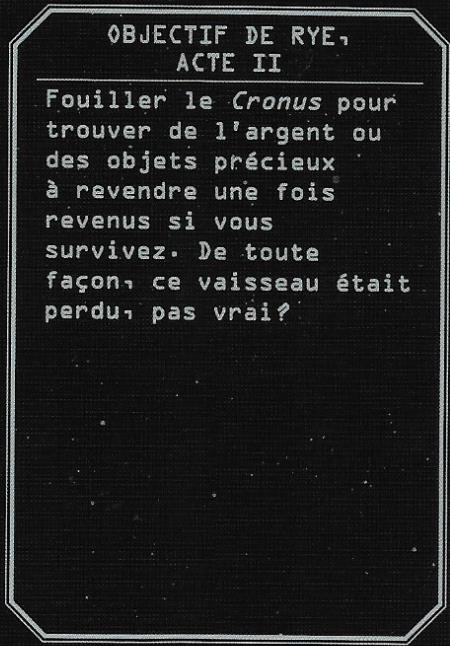 OBJECTIF DE RYE,
ACTE II
Fouiller le Cronus pour
trouver de l'argent ou
des objets précieux
à revendre une fois
revenus si vous
survivez. De toute
façon, ce vaisseau était
perdu, pas vrai?